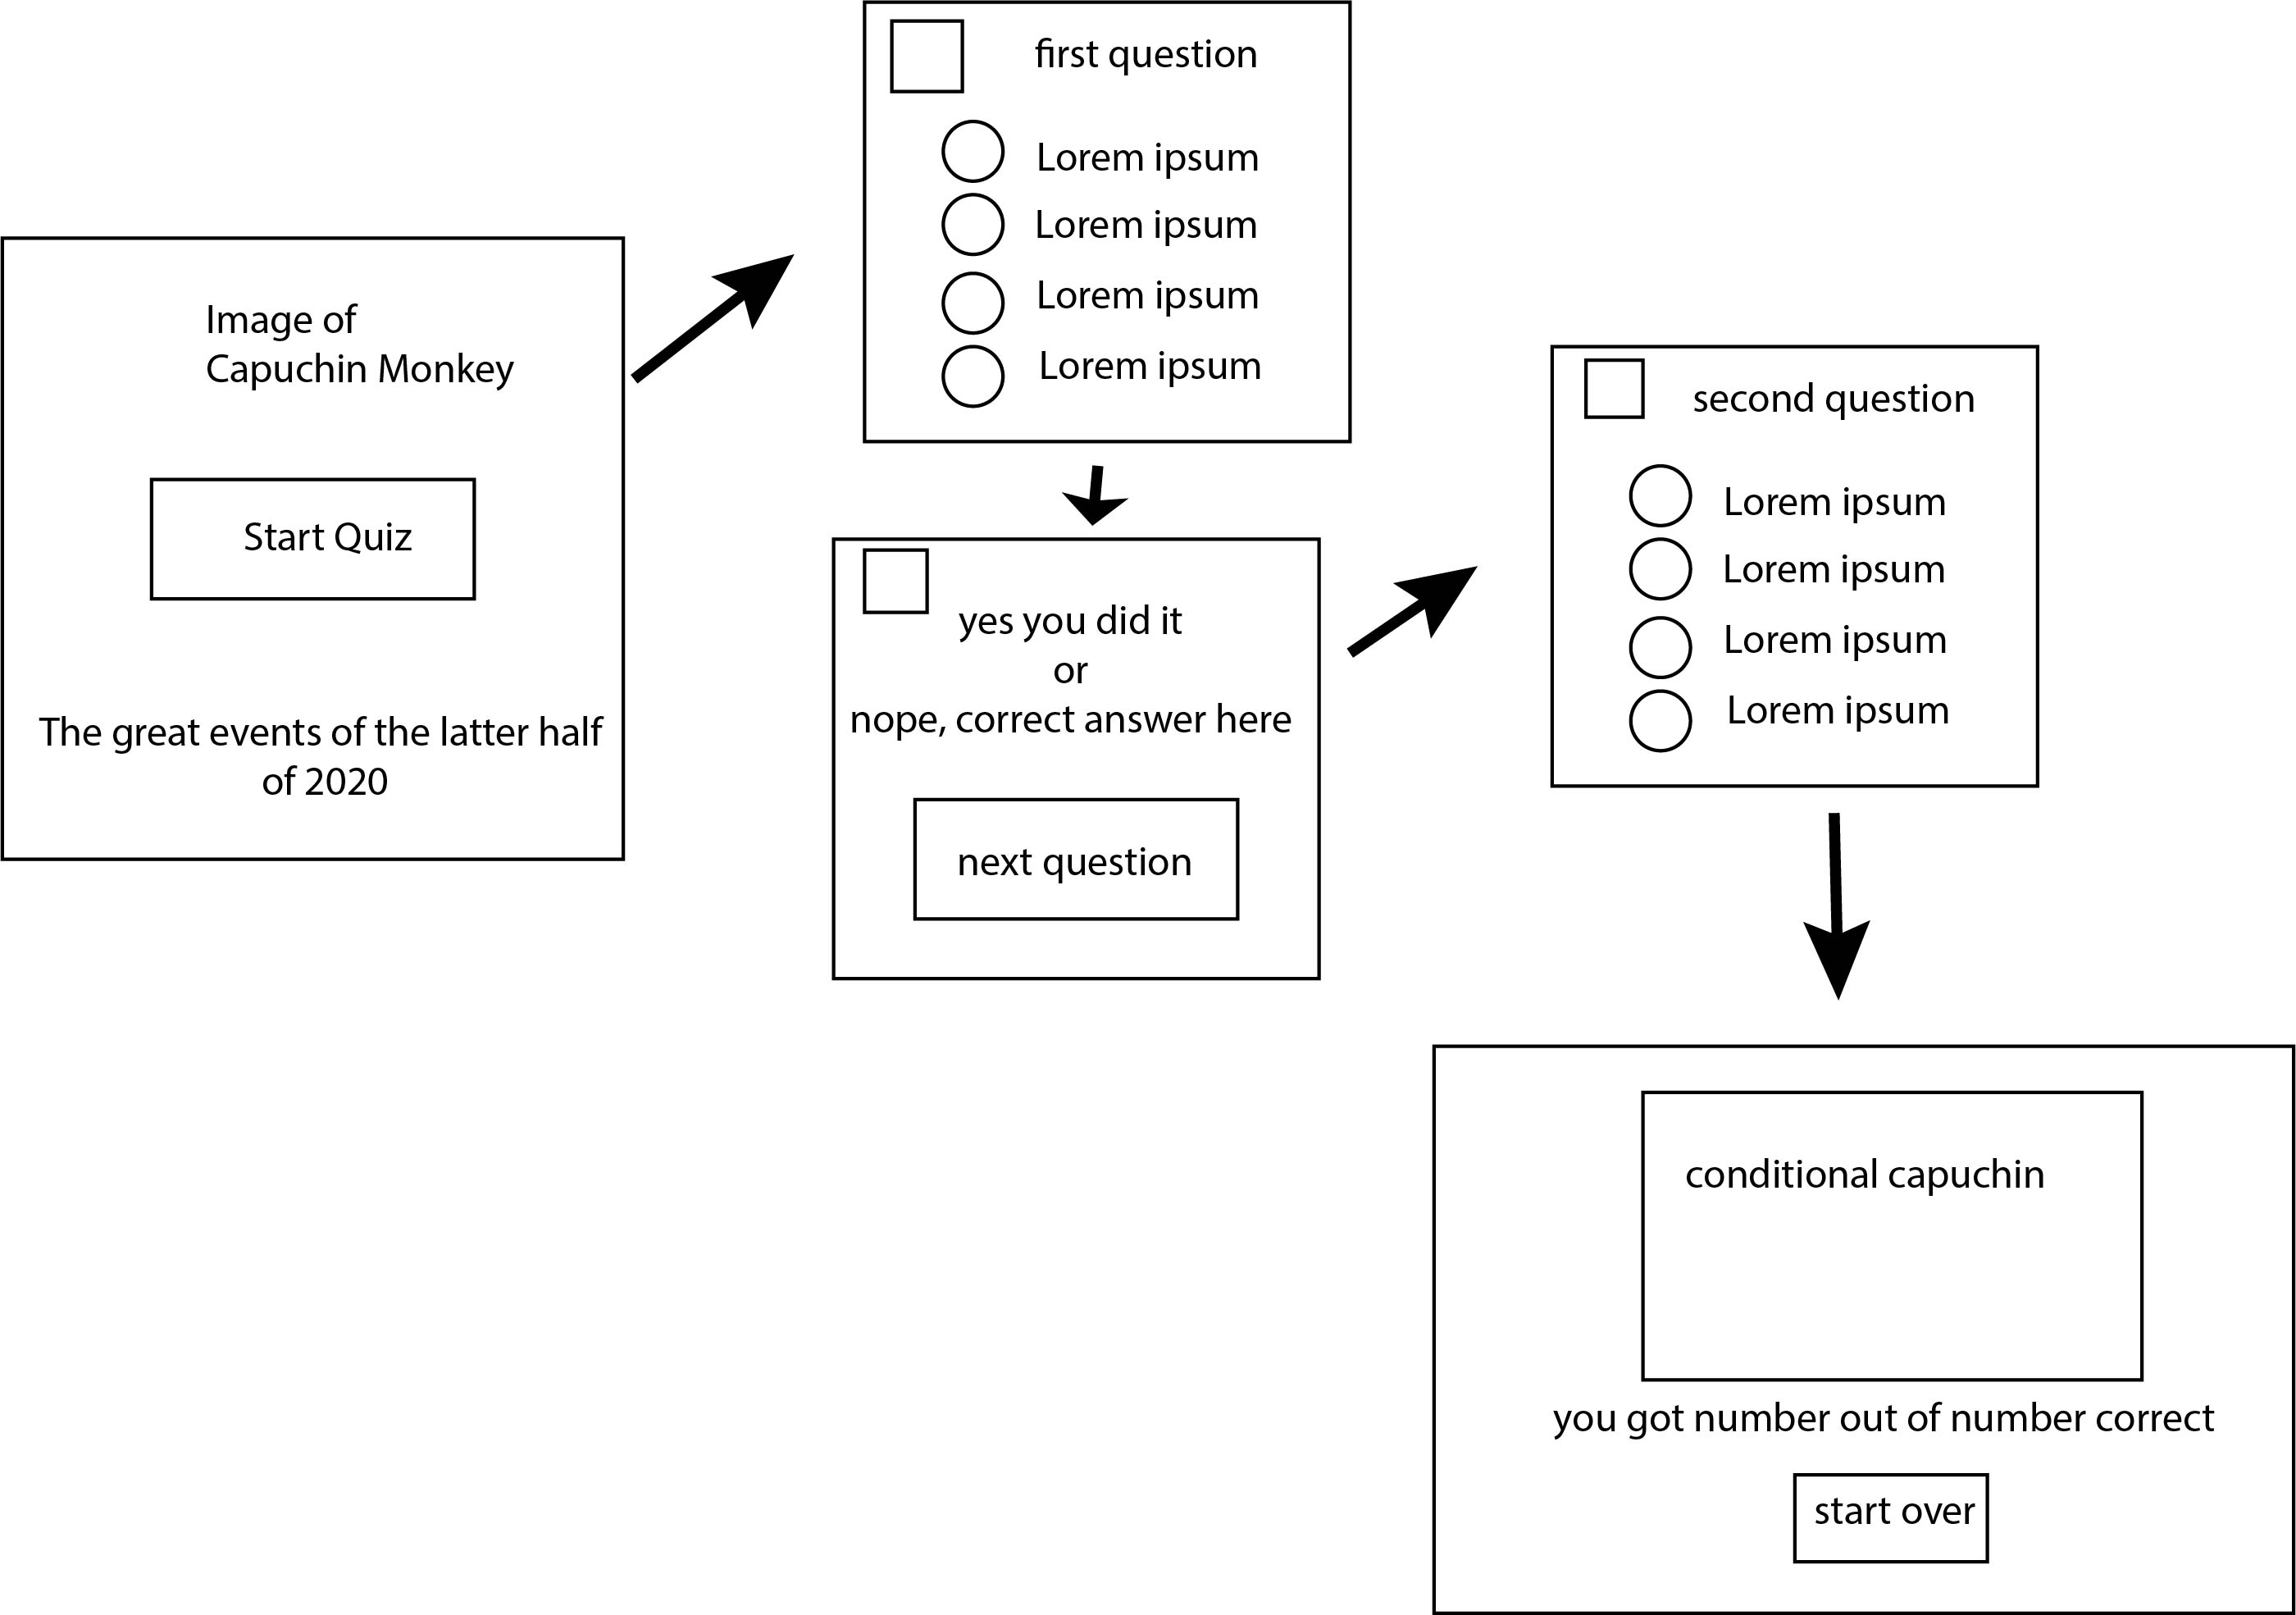 Image of
Capuchin Monkey
Start Quiz
The great events of the latter half
of 2020
first question
Lorem ipsum
Lorem ipsum
Lorem ipsum
Lorem ipsum
yes you did it
or
nope, correct answer here
next question
second question
Lorem ipsum
Lorem ipsum
Lorem ipsum
Lorem ipsum
conditional capuchin
you got number out of number correct
start over